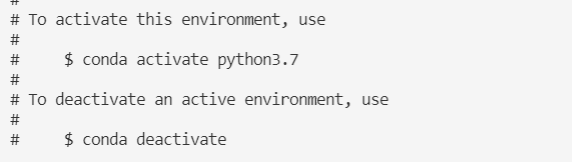 #
# To activate this environment, use
#
#     $ conda activate python3.7
#
# To deactivate an active environment, use
#
#     $ conda deactivate